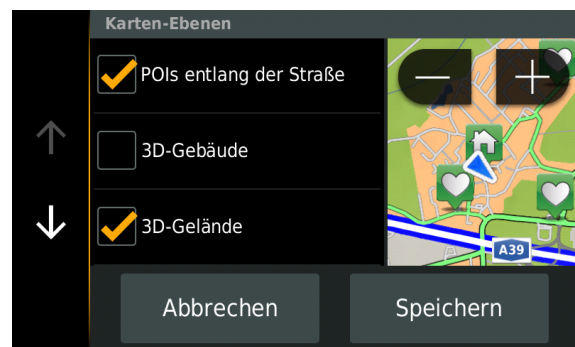 Karten-Ebenen
POIs entlang der Straße
3D-Gebäude
3D-Gelände
A39
Abbrechen
Speichern